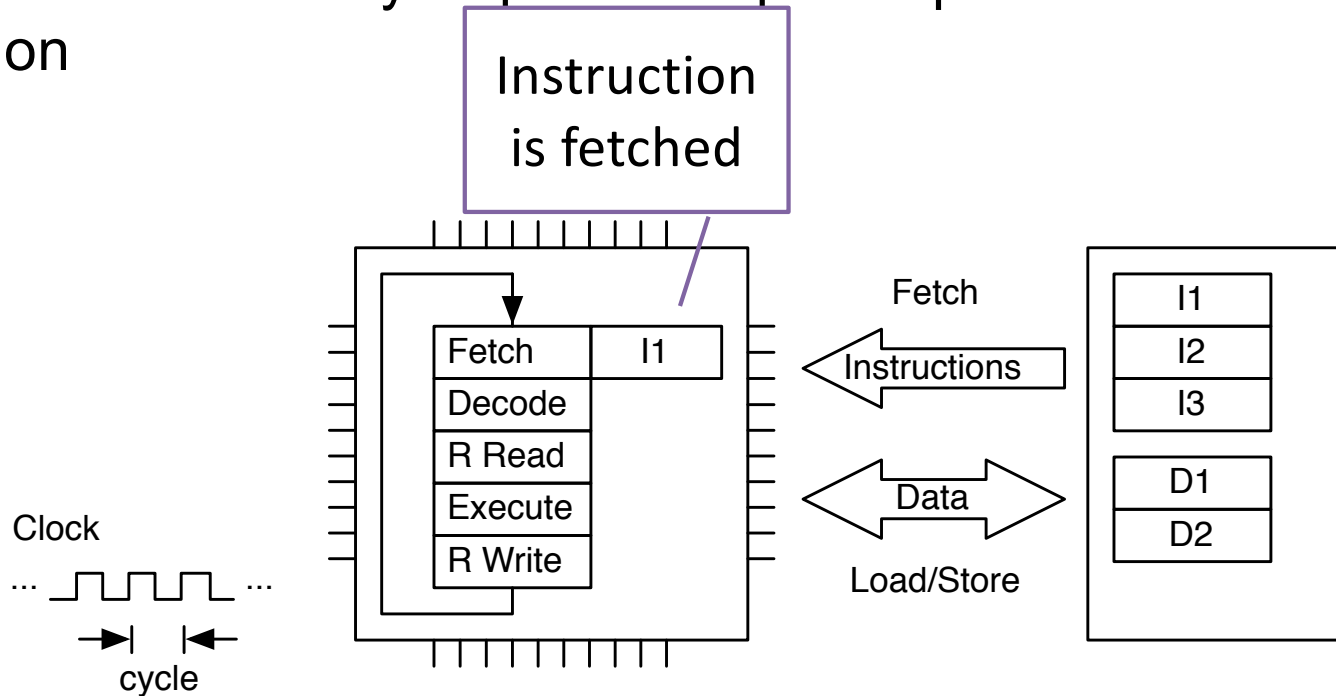 on
Instruction
is fetched
Fetch I1
Decode
R Read
Execute
R Write
Fetch
Instructions
Data
Load/Store
I1
I2
I3
D1
D2
Clock
... ...
cycle